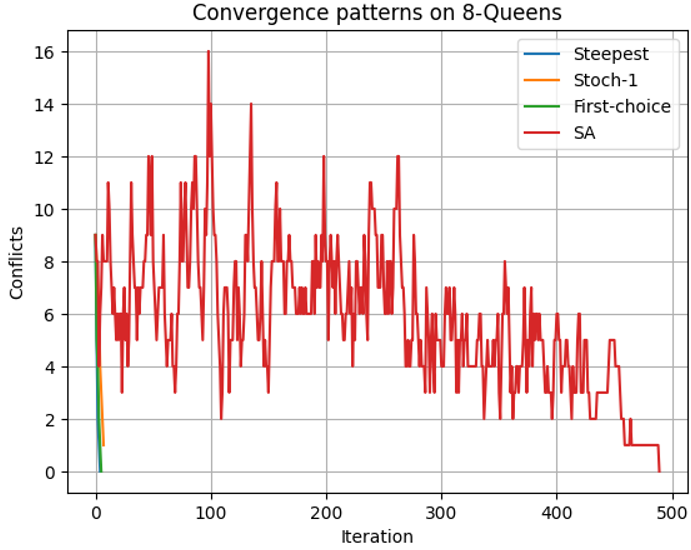 Convergence patterns on 8-Queens
Steepest
Stoch-1
First-choice
SA
Conflicts
16
14
12
10
8
6
4
2
0
0 100 200 300 400 500
Iteration